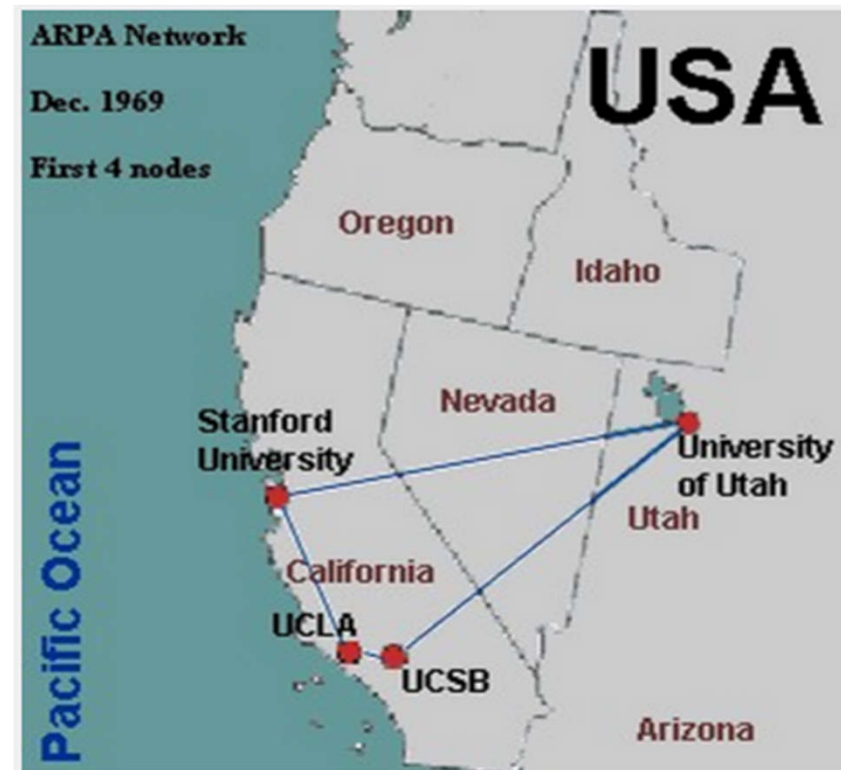 ARPA Network
Dec. 1969
First 4 nodes
USA
Oregon
Idaho
Nevada
Stanford
University
University
of Utah
Utah
California
UCLA
UCSB
Arizona
Pacific Ocean